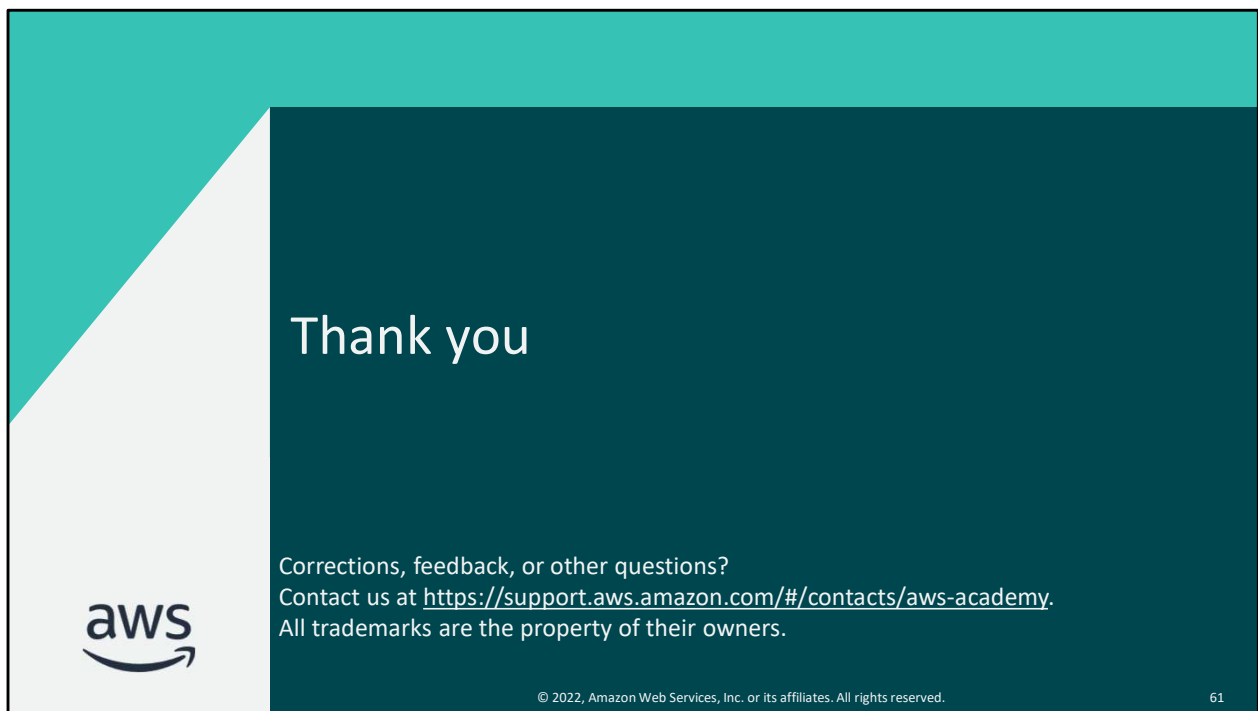 Thank you
Corrections, feedback, or other questions?
Contact us at https://support.aws.amazon.com/#/contacts/aws-academy.
All trademarks are the property of their owners.
aws
© 2022, Amazon Web Services, Inc. or its affiliates. All rights reserved.
61